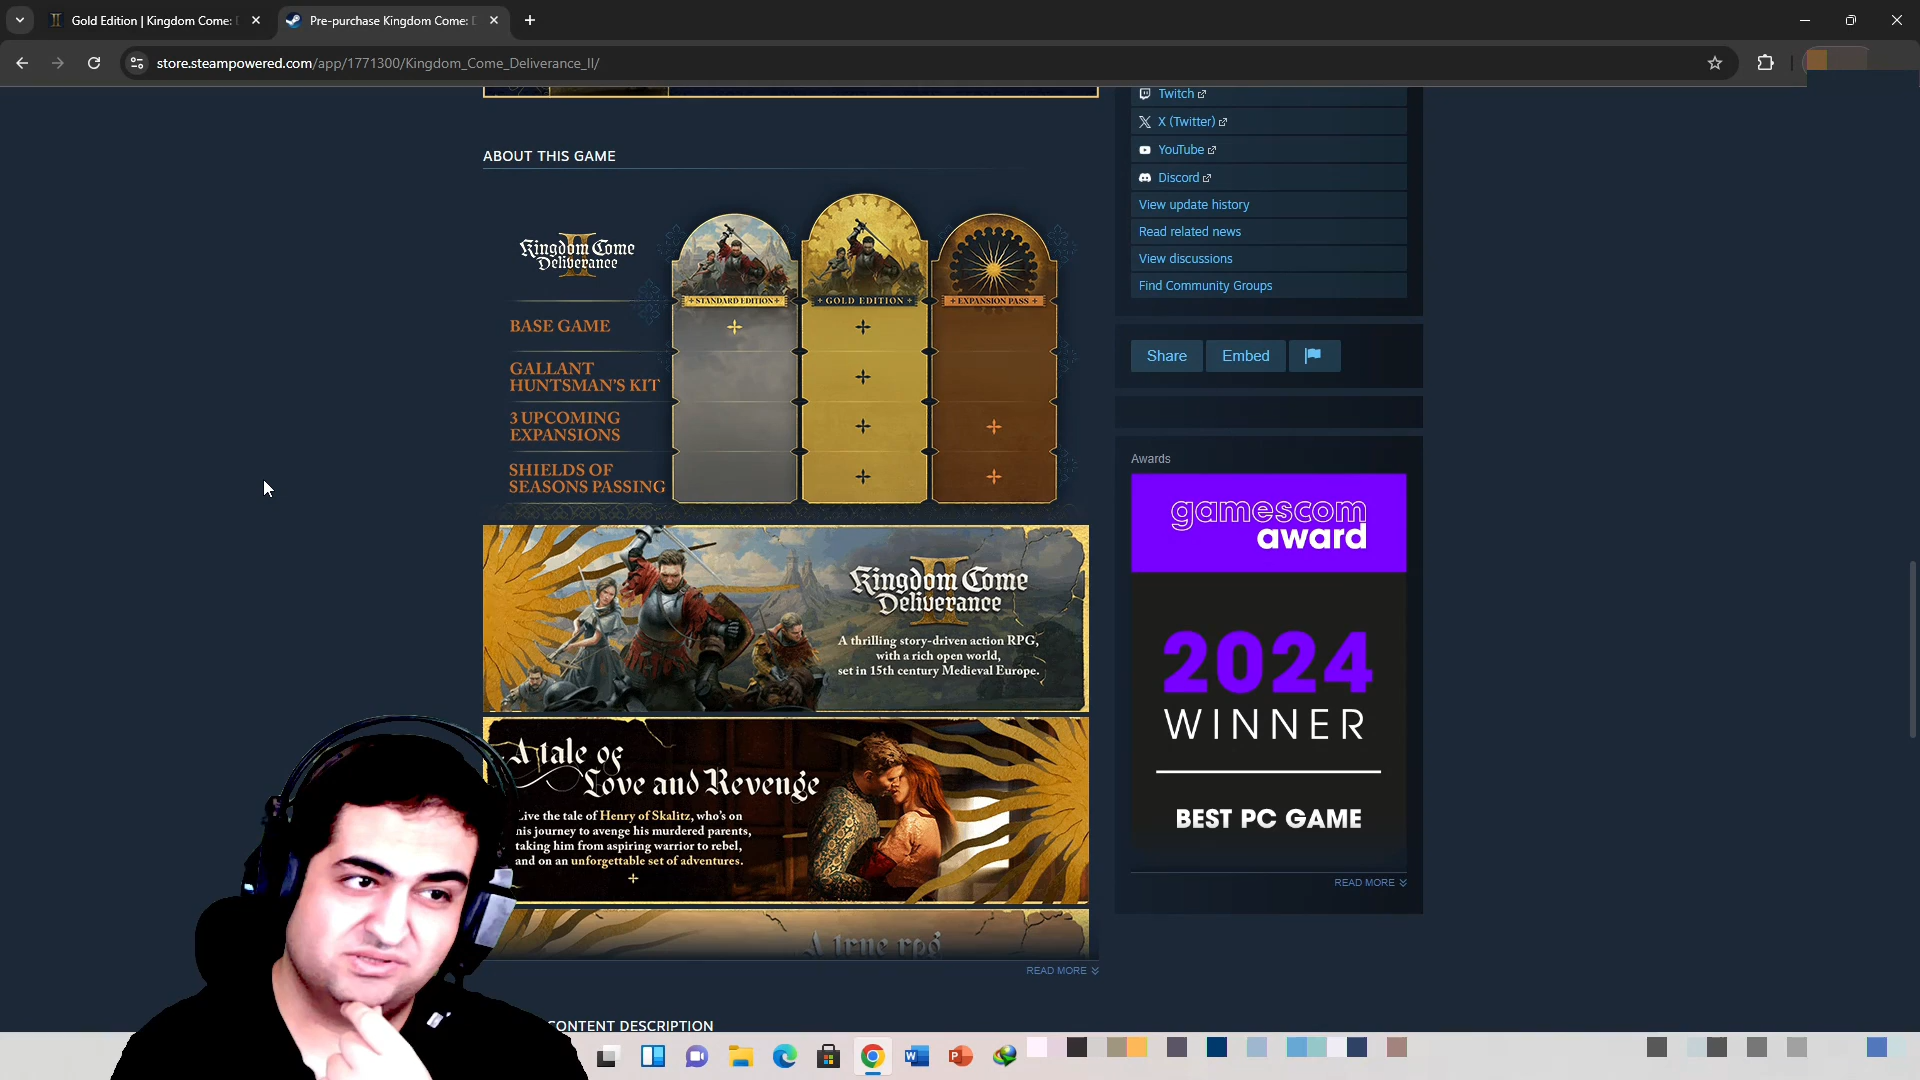 Gold Edition | Kingdom Come:
Pre-purchase Kingdom Come:
store.steampowered.com/app/1771300/Kingdom_Come_Deliverance_II/
Twitch
X (Twitter)
YouTube
Discord
View update history
Read related news
View discussions
Find Community Groups
ABOUT THIS GAME
Kingdom Come
Deliverance
II
STANDARD EDITION
GOLD EDITION
EXPANSION PASS
BASE GAME
GALLANT
HUNTSMAN'S KIT
3 UPCOMING
EXPANSIONS
SHIELDS OF
SEASONS PASSING
Share
Embed
Awards
gamescom
award
2024
WINNER
BEST PC GAME
READ MORE
Kingdom Come
Deliverance
II
A thrilling story-driven action RPG,
with a rich open world,
set in 15th century Medieval Europe.
A tale of
Love and Revenge
Live the tale of Henry of Skalitz, who's on
his journey to avenge his murdered parents,
taking him from aspiring warrior to rebel,
and on an unforgettable set of adventures.
A true rpg
READ MORE
CONTENT DESCRIPTION